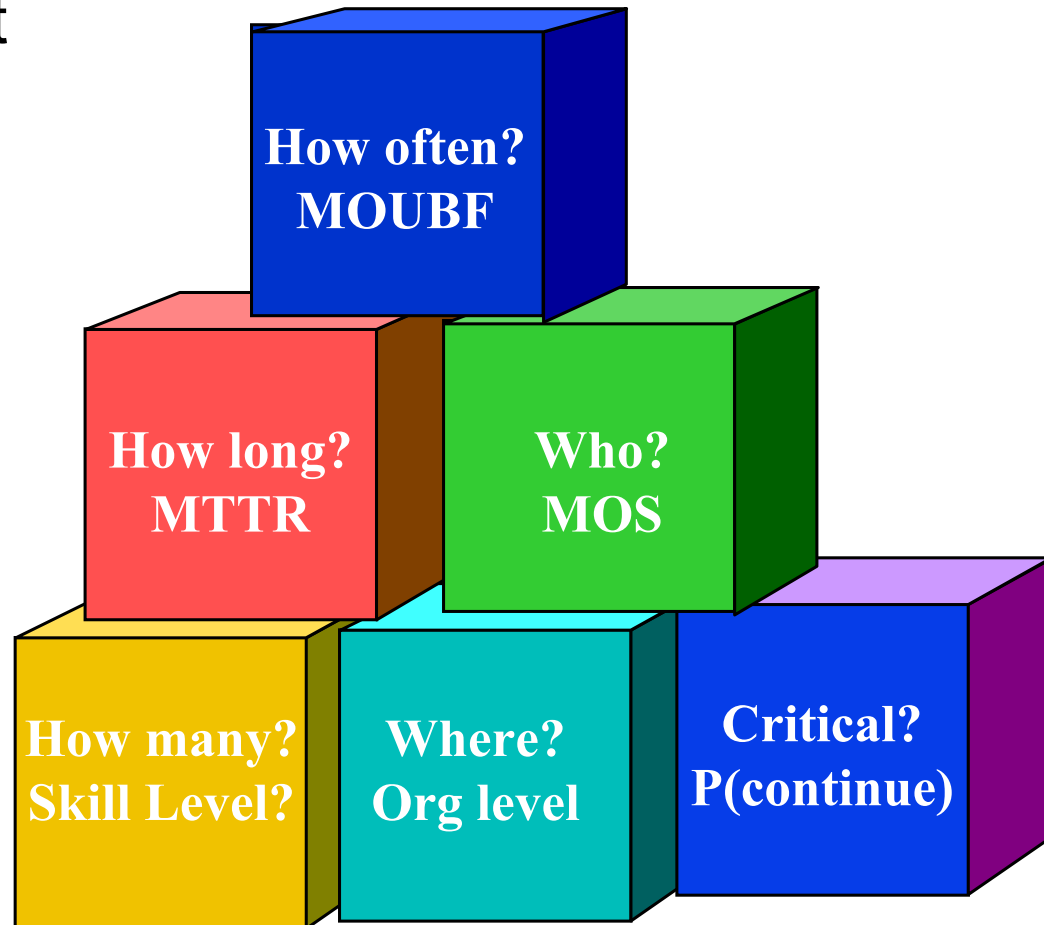 t
How often?
MOUBF
How long?
MTTR
Who?
MOS
How many?
Skill Level?
Where?
Org level
Critical?
P(continue)